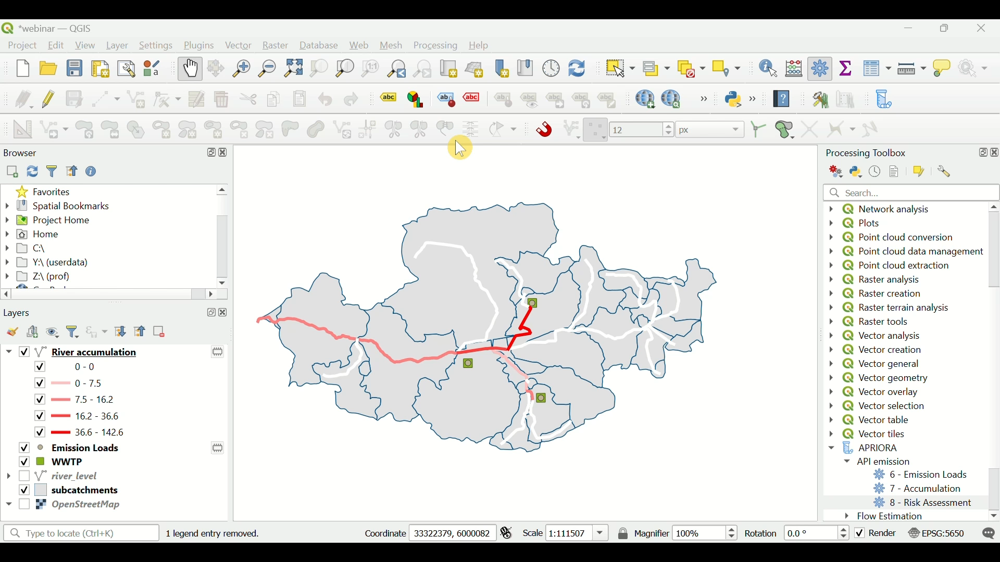 *webinar — QGIS
Project Edit View Layer Settings Plugins Vector Raster Database Web Mesh Processing Help
abc abc abc
12 px
Browser
Favorites
Spatial Bookmarks
Project Home
Home
C:\
Y:\ (userdata)
Z:\ (prof)
Layers
River accumulation
0 - 0
0 - 7.5
7.5 - 16.2
16.2 - 36.6
36.6 - 142.6
Emission Loads
WWTP
river_level
subcatchments
OpenStreetMap
Processing Toolbox
Search...
Network analysis
Plots
Point cloud conversion
Point cloud data management
Point cloud extraction
Raster analysis
Raster creation
Raster terrain analysis
Raster tools
Vector analysis
Vector creation
Vector general
Vector geometry
Vector overlay
Vector selection
Vector table
Vector tiles
APRIORA
API emission
6 - Emission Loads
7 - Accumulation
8 - Risk Assessment
Flow Estimation
Type to locate (Ctrl+K) 1 legend entry removed. Coordinate 33322379, 6000082 Scale 1:111507 Magnifier 100% Rotation 0.0 ° Render EPSG:5650